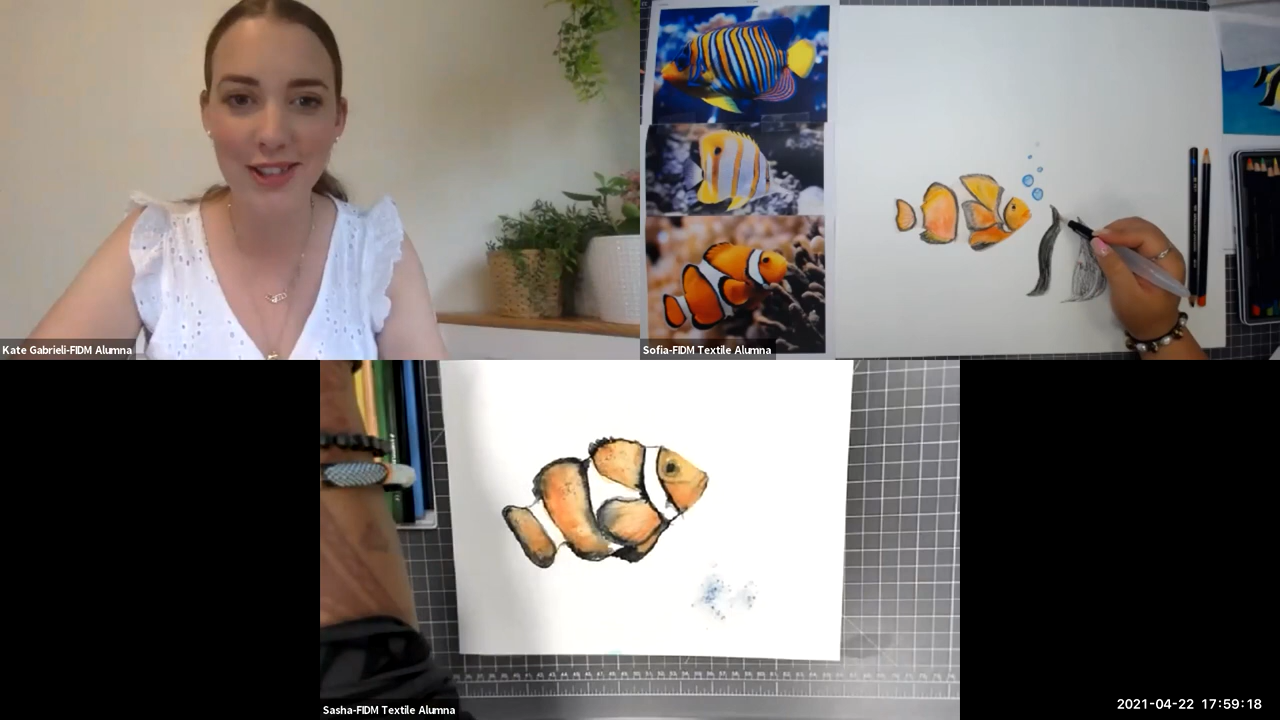 Kate Gabrieli-FIDM Alumna
Sofia-FIDM Textile Alumna
Sasha-FIDM Textile Alumna
2021-04-22 17:59:18